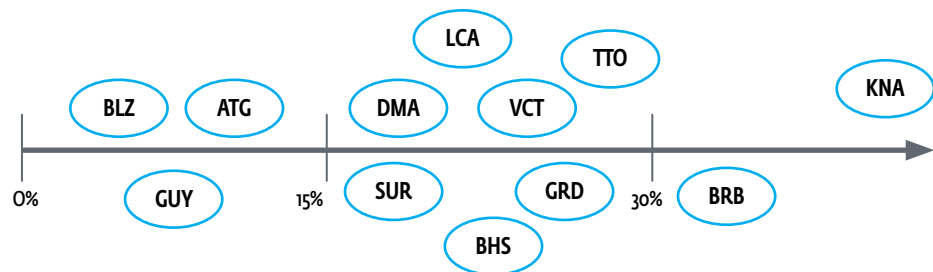 LCA
TTO
KNA
BLZ ATG DMA VCT
0% GUY 15% SUR GRD 30% BRB
BHS